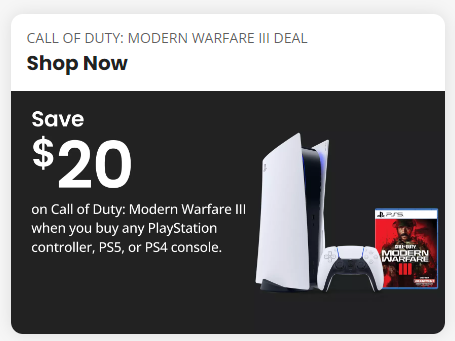 CALL OF DUTY: MODERN WARFARE III DEAL
Shop Now
Save
$20
on Call of Duty: Modern Warfare III
when you buy any PlayStation
controller, PS5, or PS4 console.
PS5
CALL OF DUTY
MODERN
WARFARE
III